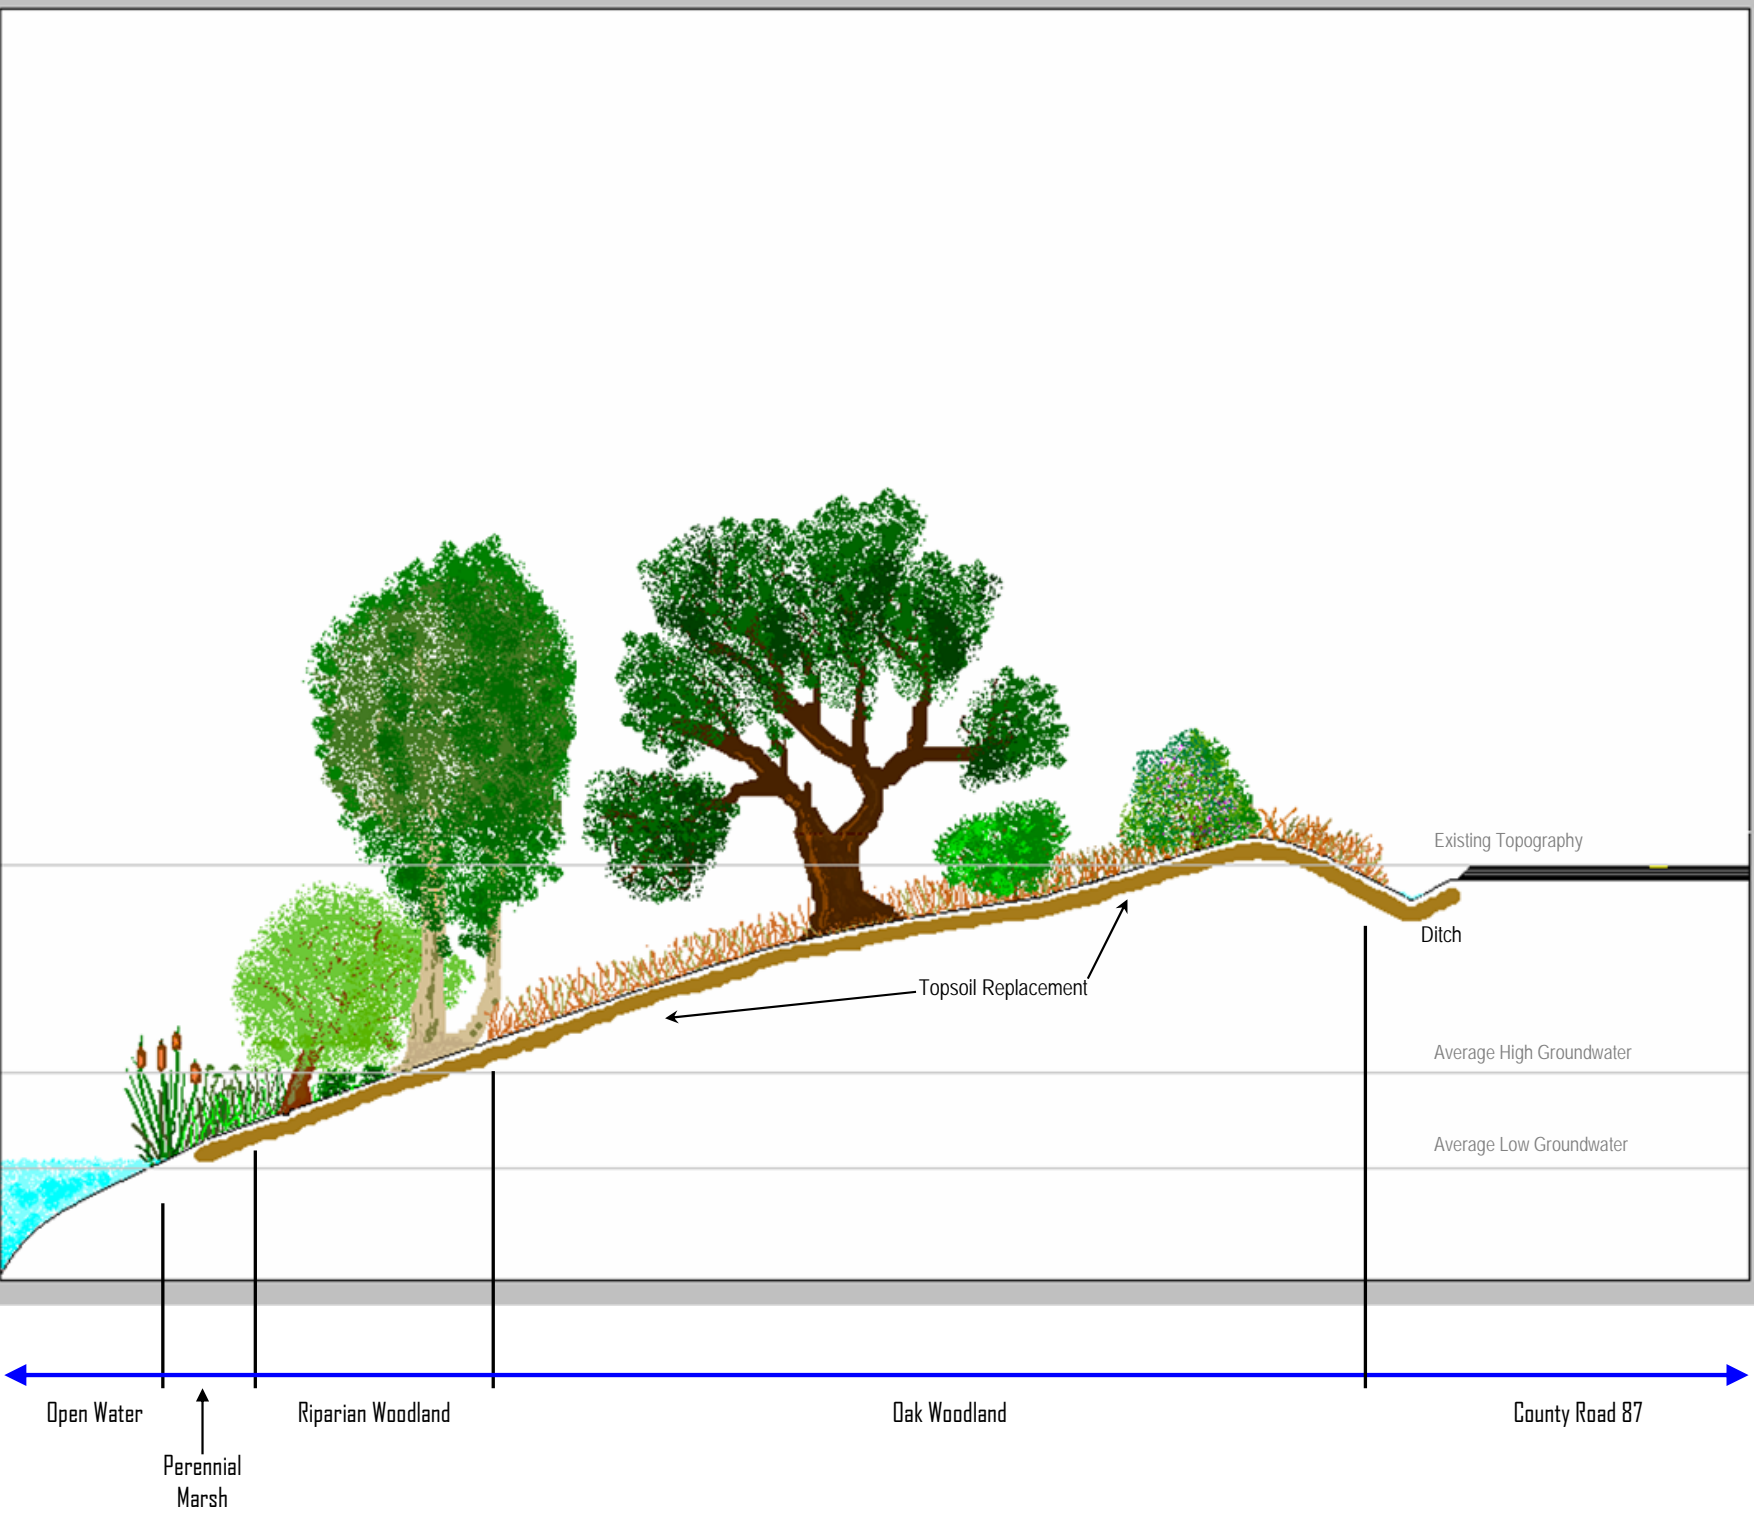 Existing Topography
Ditch
Topsoil Replacement
Average High Groundwater
Average Low Groundwater
Open Water
Riparian Woodland
Oak Woodland
County Road 87
Perennial
Marsh